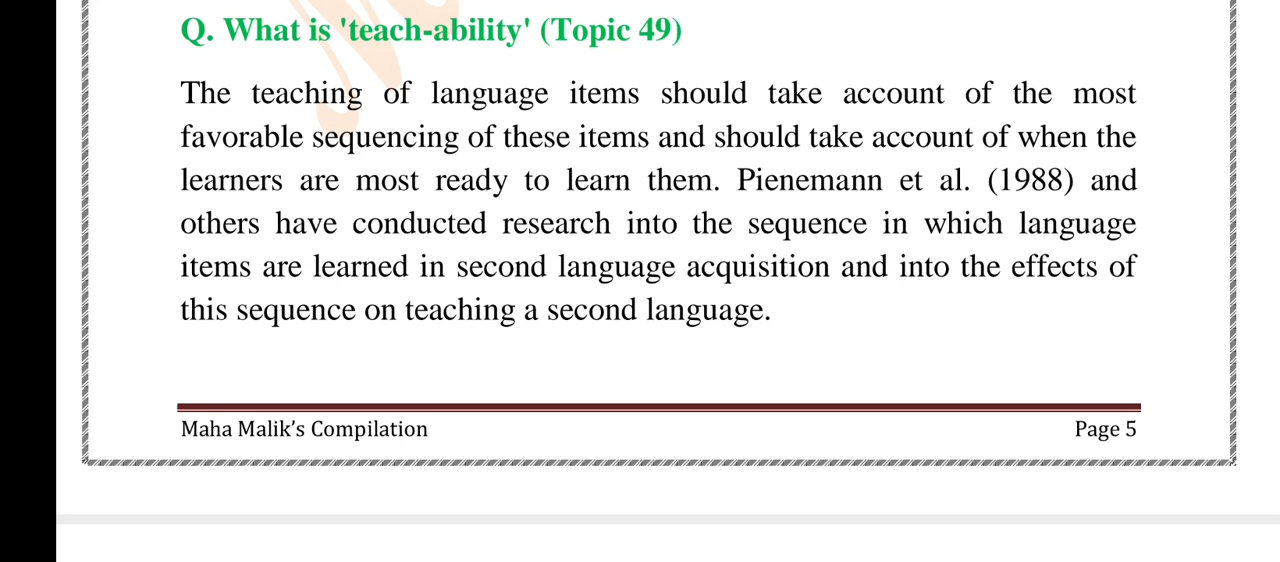 Q. What is 'teach-ability' (Topic 49)
The teaching of language items should take account of the most
favorable sequencing of these items and should take account of when the
learners are most ready to learn them. Pienemann et al. (1988) and
others have conducted research into the sequence in which language
items are learned in second language acquisition and into the effects of
this sequence on teaching a second language.
Maha Malik’s Compilation Page 5